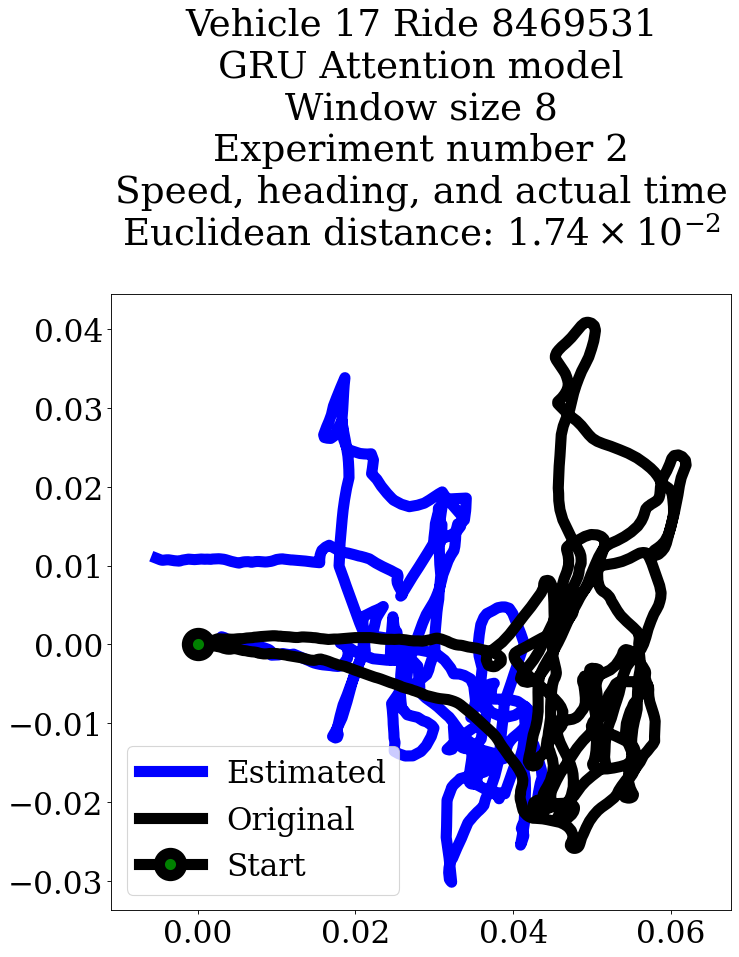 Vehicle 17 Ride 8469531
GRU Attention model
Window size 8
Experiment number 2
Speed, heading, and actual time
Euclidean distance: 1.74 × 10⁻²
0.04
0.03
0.02
0.01
0.00
−0.01
−0.02
−0.03
Estimated
Original
Start
0.00 0.02 0.04 0.06